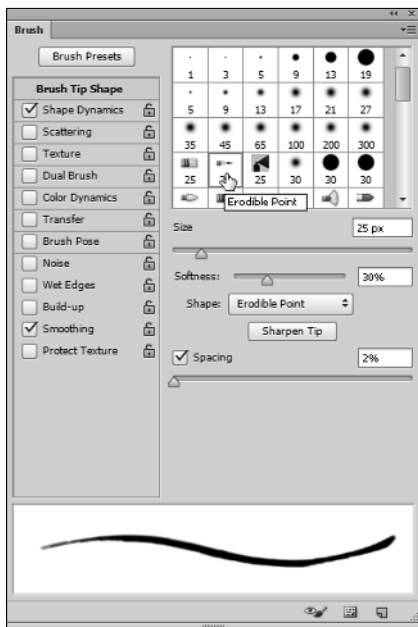 Brush
Brush Presets
Brush Tip Shape
Shape Dynamics
Scattering
Texture
Dual Brush
Color Dynamics
Transfer
Brush Pose
Noise
Wet Edges
Build-up
Smoothing
Protect Texture
1 3 5 9 13 19
5 9 13 17 21 27
35 45 65 100 200 300
25 25 30 30 30
Erodible Point
Size 25 px
Softness: 30%
Shape: Erodible Point
Sharpen Tip
Spacing 2%